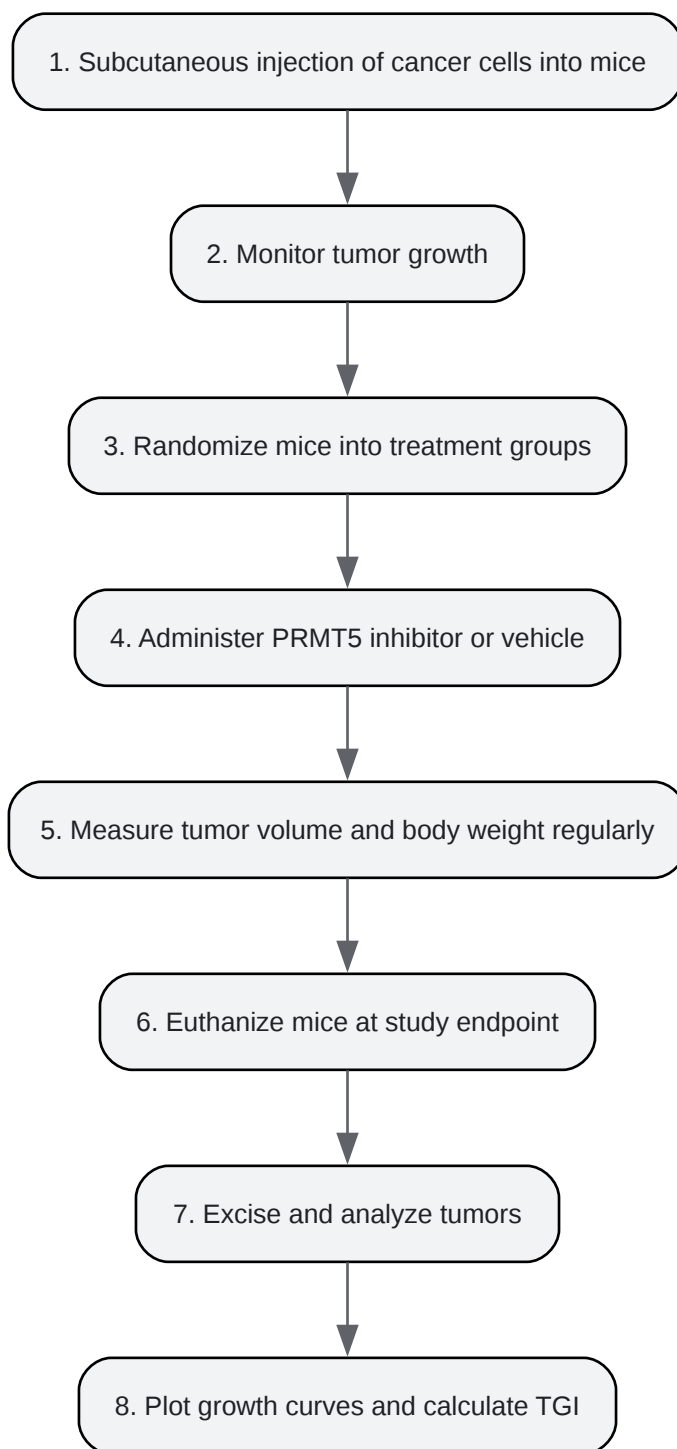 1. Subcutaneous injection of cancer cells into mice
2. Monitor tumor growth
3. Randomize mice into treatment groups
4. Administer PRMT5 inhibitor or vehicle
5. Measure tumor volume and body weight regularly
6. Euthanize mice at study endpoint
7. Excise and analyze tumors
8. Plot growth curves and calculate TGI